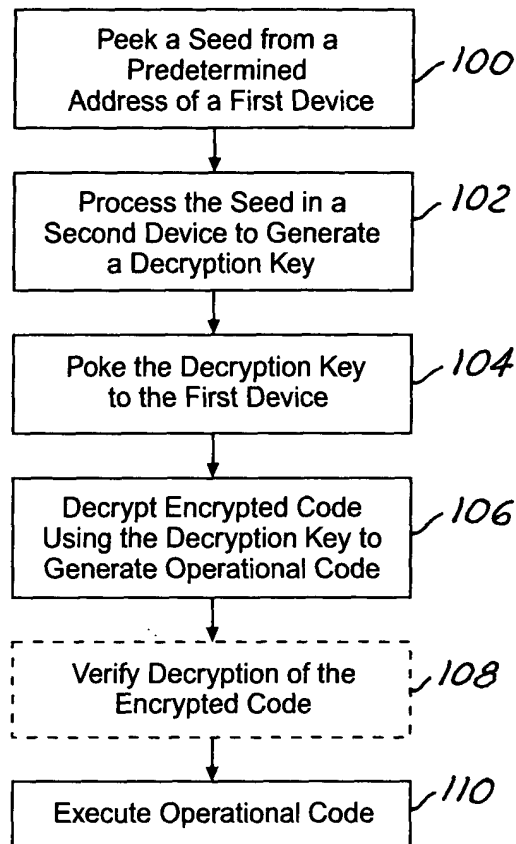 Peek a Seed from a
Predetermined
Address of a First Device
100
Process the Seed in a
Second Device to Generate
a Decryption Key
102
Poke the Decryption Key
to the First Device
104
Decrypt Encrypted Code
Using the Decryption Key to
Generate Operational Code
106
Verify Decryption of the
Encrypted Code
108
Execute Operational Code
110